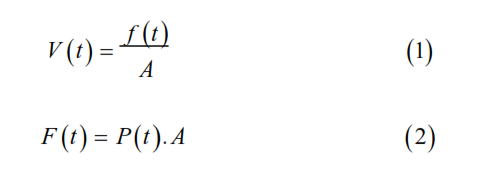 V(t) = f(t) / A (1)
F(t) = P(t).A (2)